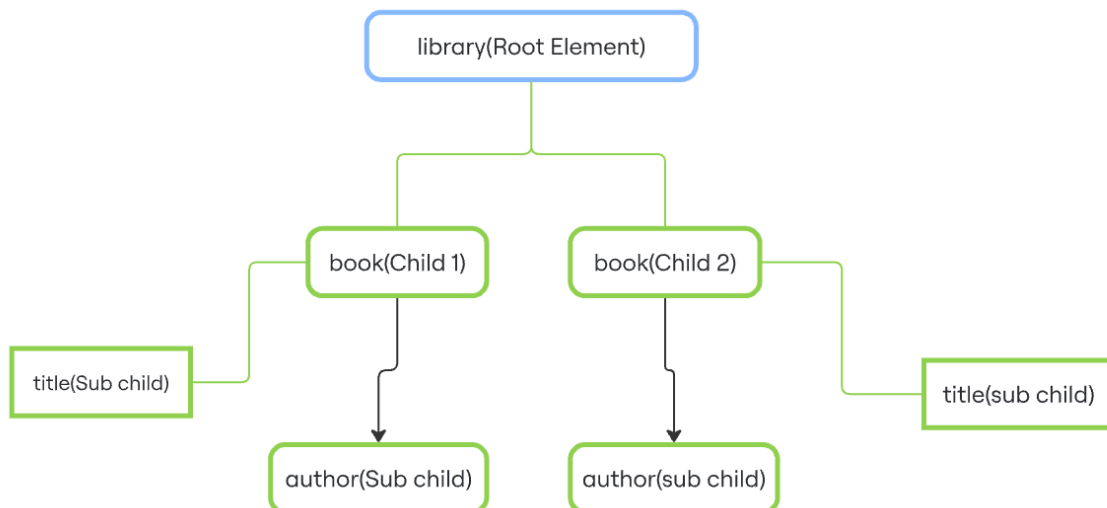 library(Root Element)
book(Child 1)
book(Child 2)
title(Sub child)
title(sub child)
author(Sub child)
author(sub child)